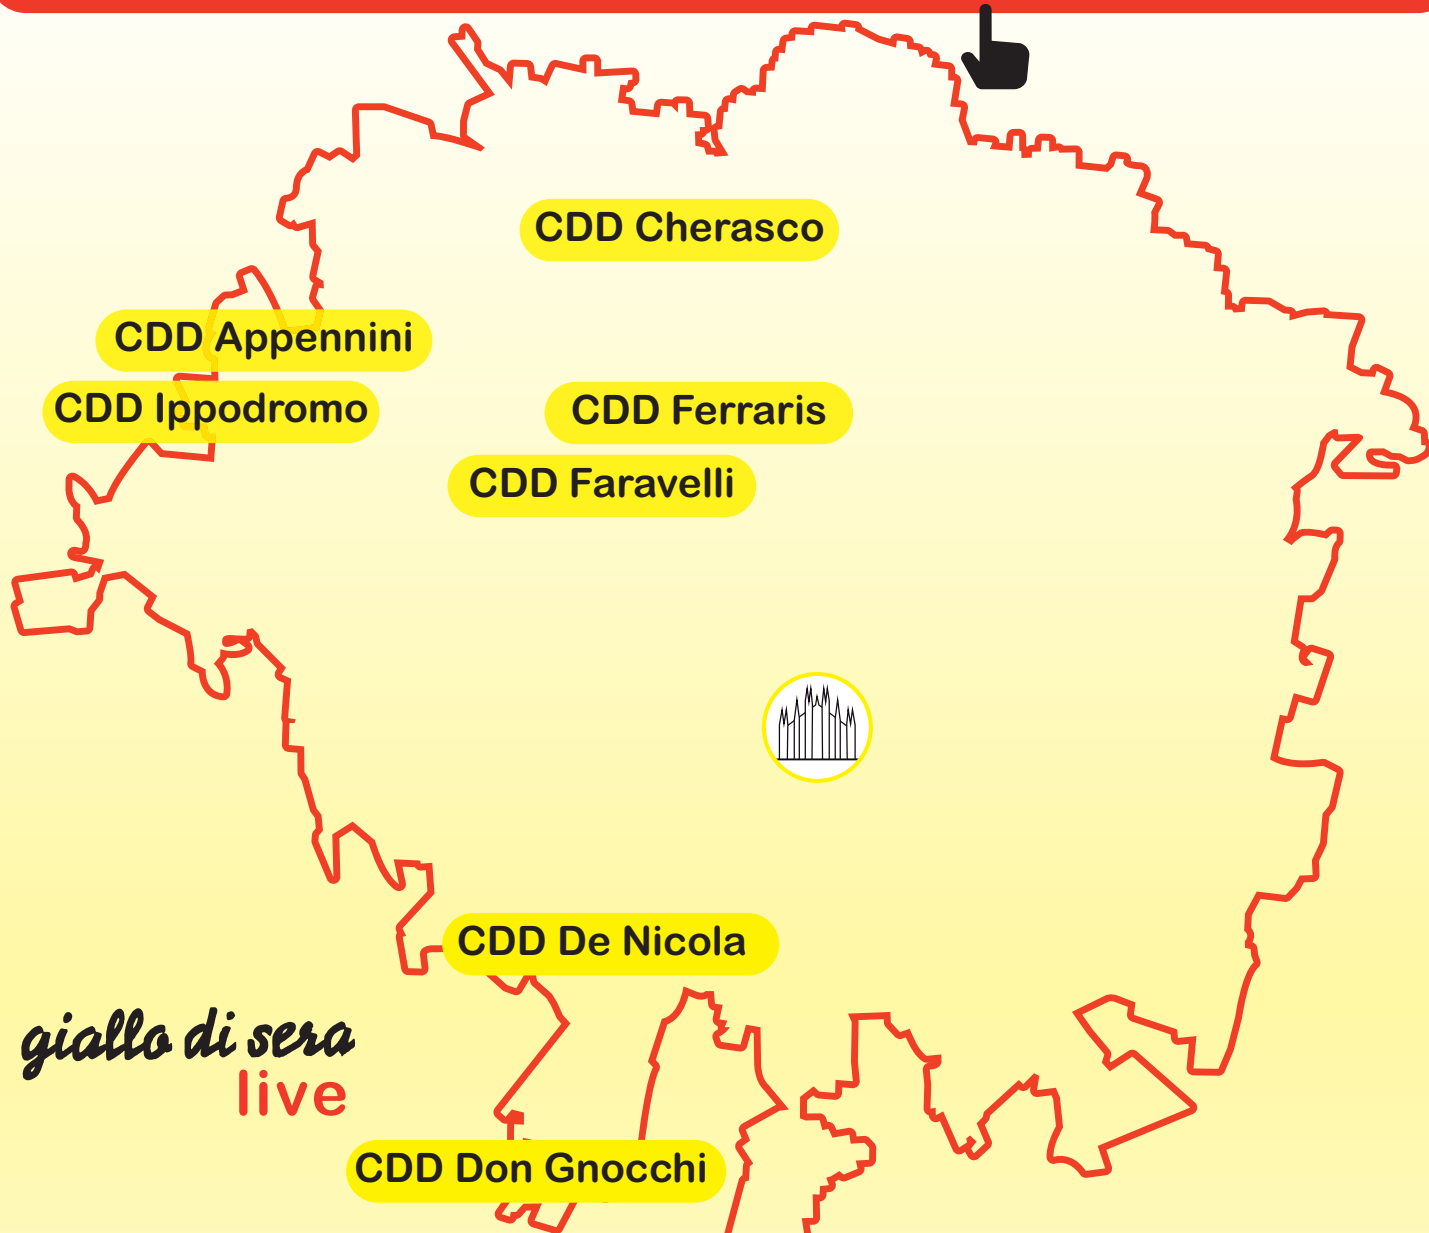 CDD Cherasco
CDD Appennini
CDD Ippodromo
CDD Ferraris
CDD Faravelli
CDD De Nicola
giallo di sera
live
CDD Don Gnocchi